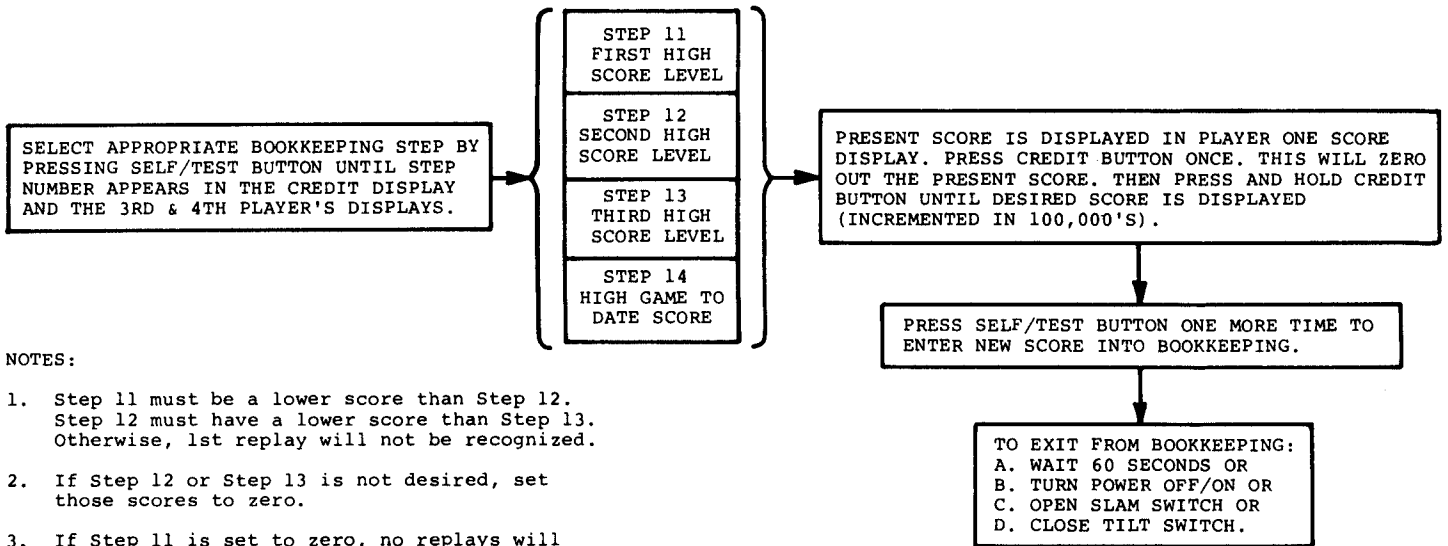 SELECT APPROPRIATE BOOKKEEPING STEP BY
PRESSING SELF/TEST BUTTON UNTIL STEP
NUMBER APPEARS IN THE CREDIT DISPLAY
AND THE 3RD & 4TH PLAYER'S DISPLAYS.
STEP 11
FIRST HIGH
SCORE LEVEL
STEP 12
SECOND HIGH
SCORE LEVEL
STEP 13
THIRD HIGH
SCORE LEVEL
STEP 14
HIGH GAME TO
DATE SCORE
PRESENT SCORE IS DISPLAYED IN PLAYER ONE SCORE
DISPLAY. PRESS CREDIT BUTTON ONCE. THIS WILL ZERO
OUT THE PRESENT SCORE. THEN PRESS AND HOLD CREDIT
BUTTON UNTIL DESIRED SCORE IS DISPLAYED
(INCREMENTED IN 100,000'S).
PRESS SELF/TEST BUTTON ONE MORE TIME TO
ENTER NEW SCORE INTO BOOKKEEPING.
TO EXIT FROM BOOKKEEPING:
A. WAIT 60 SECONDS OR
B. TURN POWER OFF/ON OR
C. OPEN SLAM SWITCH OR
D. CLOSE TILT SWITCH.
NOTES:
1. Step 11 must be a lower score than Step 12.
Step 12 must have a lower score than Step 13.
Otherwise, 1st replay will not be recognized.
2. If Step 12 or Step 13 is not desired, set
those scores to zero.
3. If Step 11 is set to zero, no replays will